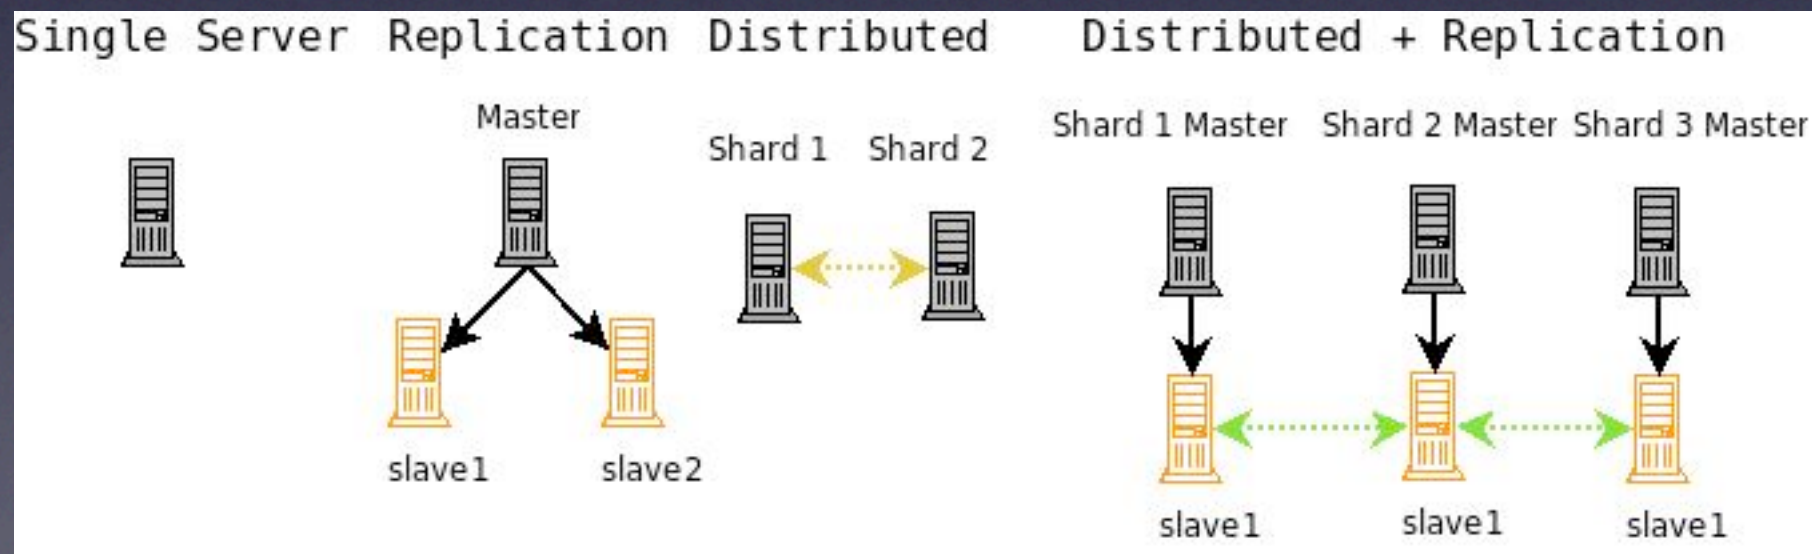 Single Server
Replication
Distributed
Distributed + Replication
Master
slave1
slave2
Shard 1
Shard 2
Shard 1 Master
Shard 2 Master
Shard 3 Master
slave1
slave1
slave1